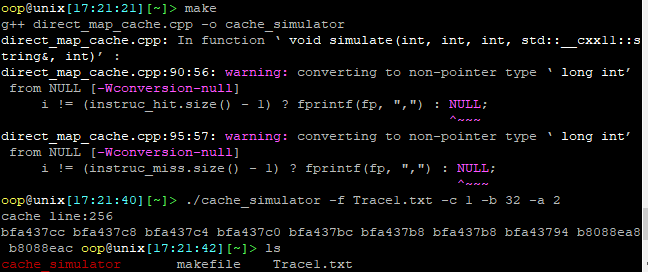 oop@unix[17:21:21][~]> make
g++ direct_map_cache.cpp -o cache_simulator
direct_map_cache.cpp: In function ‘ void simulate(int, int, int, std::__cxx11::s
tring&, int)’ :
direct_map_cache.cpp:90:56: warning: converting to non-pointer type ‘ long int’
 from NULL [-Wconversion-null]
     i != (instruc_hit.size() - 1) ? fprintf(fp, ",") : NULL;
                                                        ^~~~
direct_map_cache.cpp:95:57: warning: converting to non-pointer type ‘ long int’
 from NULL [-Wconversion-null]
     i != (instruc_miss.size() - 1) ? fprintf(fp, ",") : NULL;
                                                         ^~~~
oop@unix[17:21:40][~]> ./cache_simulator -f Trace1.txt -c 1 -b 32 -a 2
cache line:256
bfa437cc bfa437c8 bfa437c4 bfa437c0 bfa437bc bfa437b8 bfa437b8 bfa43794 b8088ea8
 b8088eac oop@unix[17:21:42][~]> ls
cache_simulator       makefile    Trace1.txt